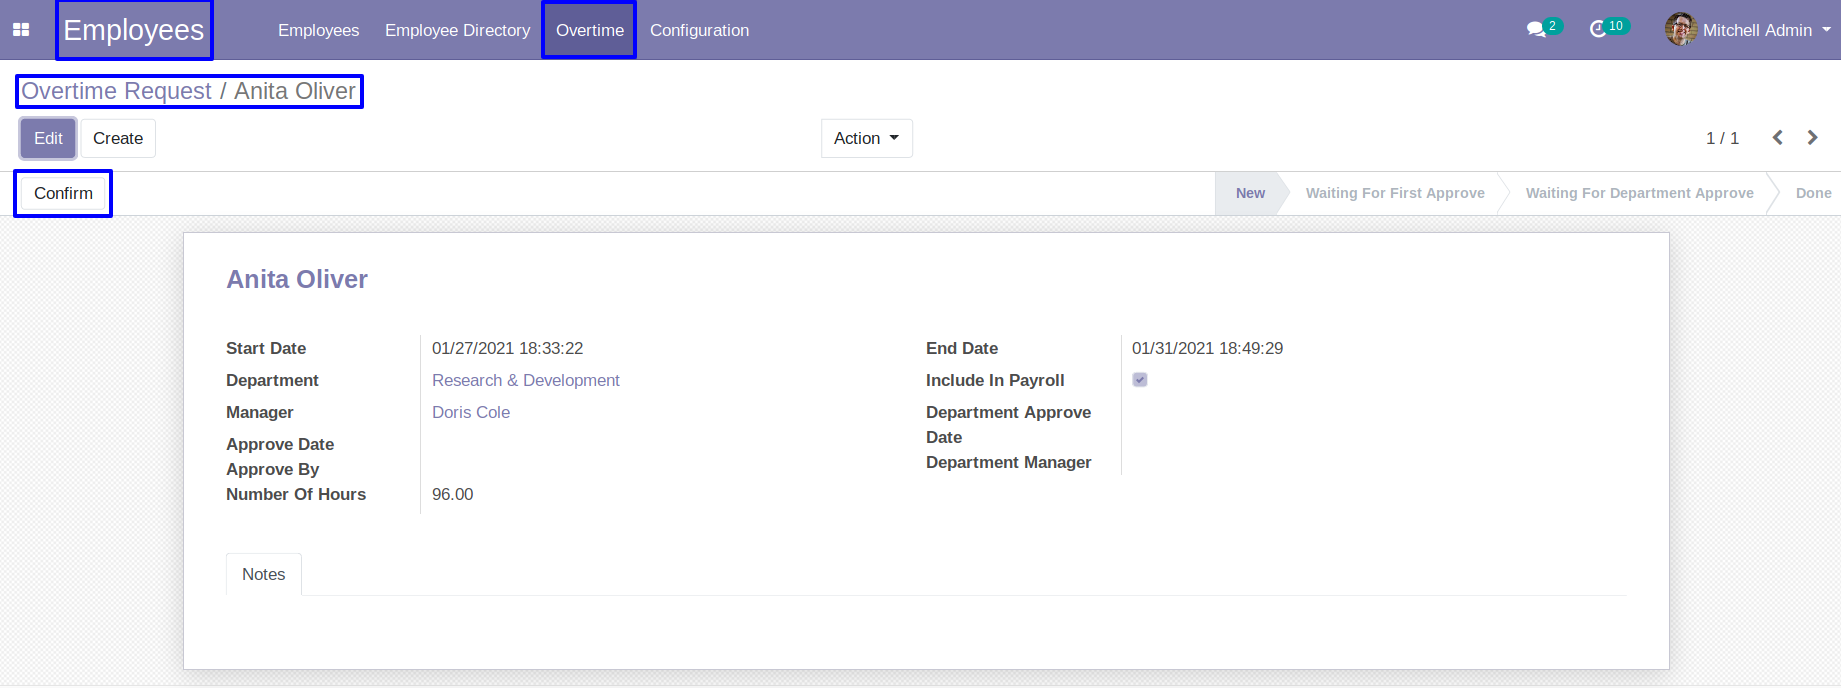 Employees Employees Employee Directory Overtime Configuration 2 10 Mitchell Admin
Overtime Request / Anita Oliver
Edit Create Action 1 / 1
Confirm New Waiting For First Approve Waiting For Department Approve Done
Anita Oliver
Start Date 01/27/2021 18:33:22 End Date 01/31/2021 18:49:29
Department Research & Development Include In Payroll
Manager Doris Cole Department Approve
Date
Approve Date
Approve By Department Manager
Number Of Hours 96.00
Notes